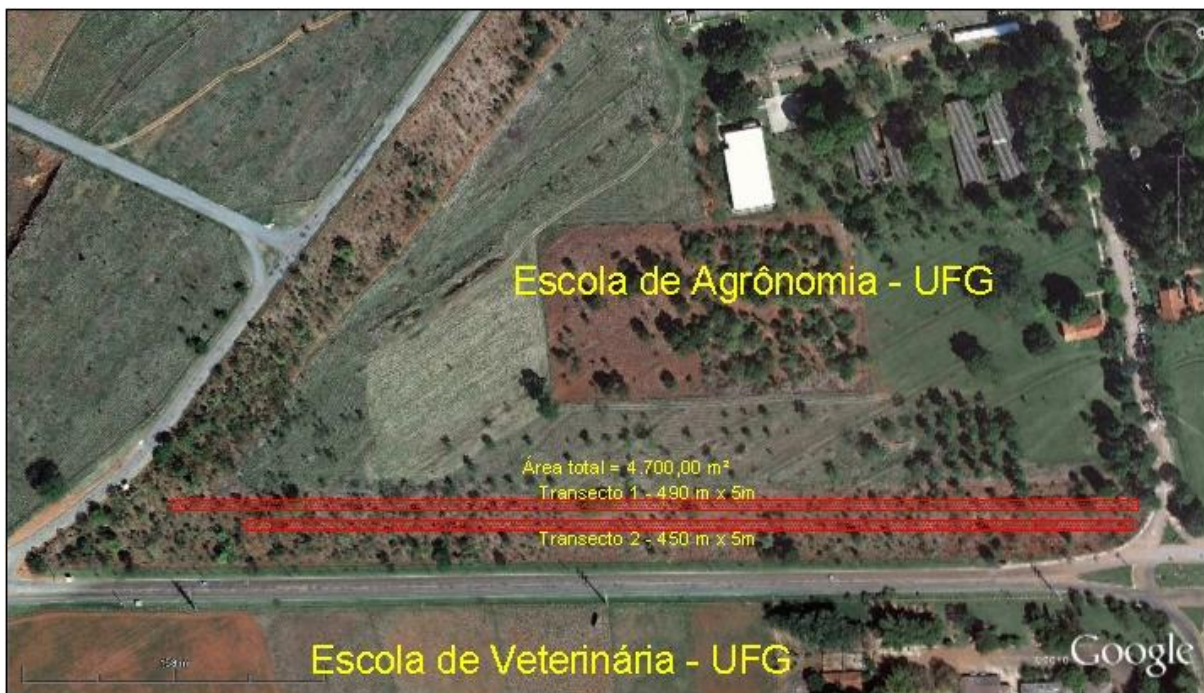 Escola de Agrônomia - UFG
Área total = 4.700,00 m²
Transecto 1 - 490 m x 5m
Transecto 2 - 450 m x 5m
Escola de Veterinária - UFG
Google